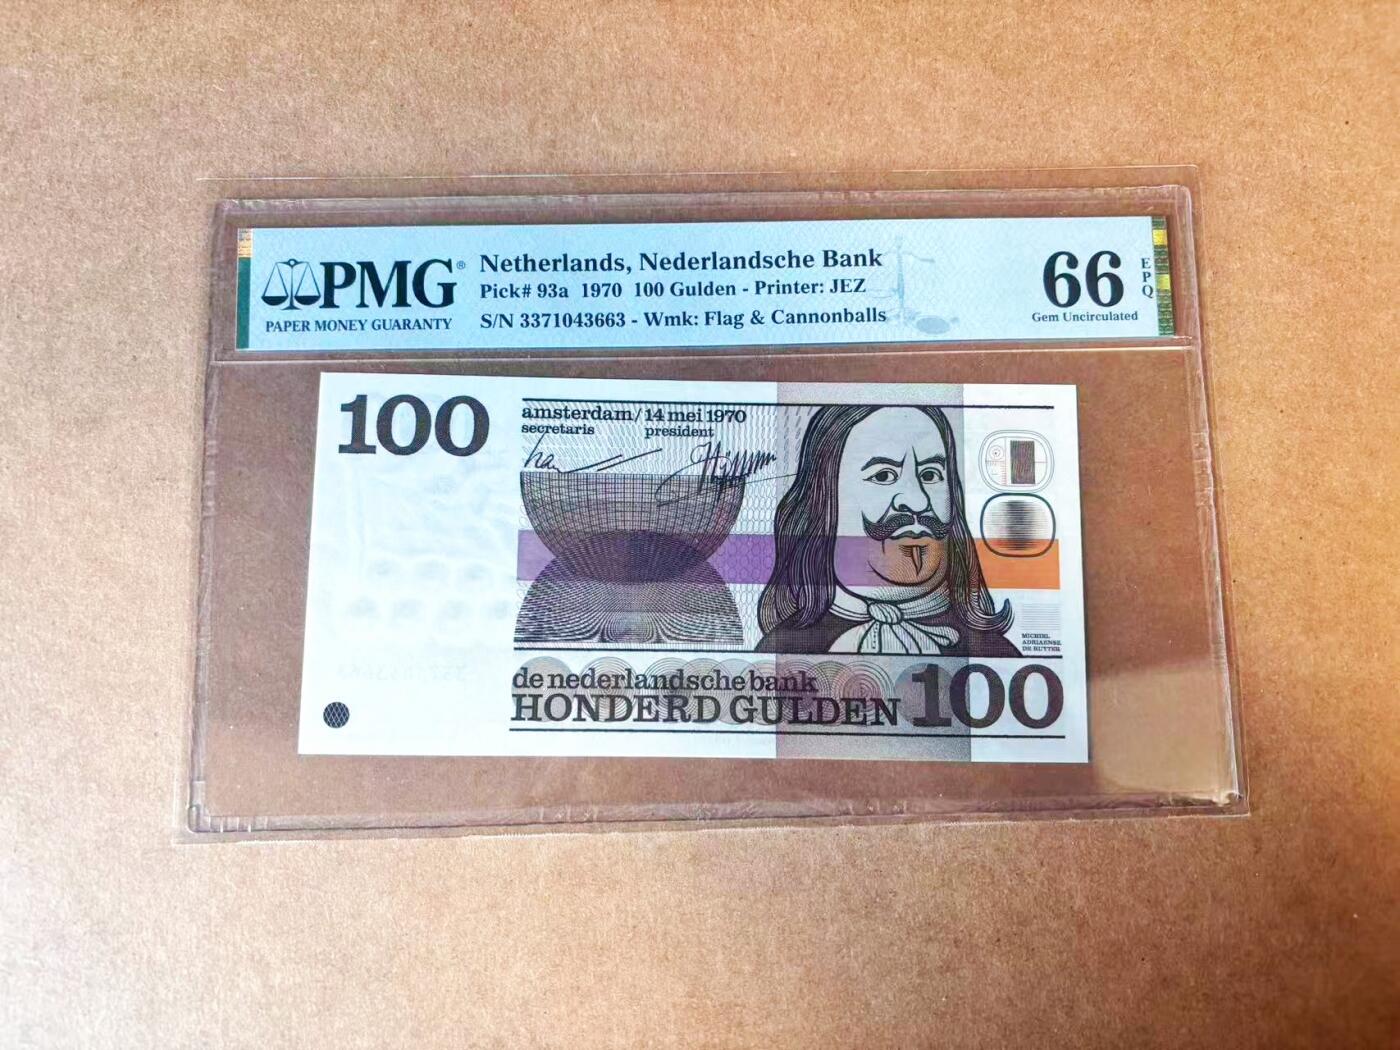 PMG®
PAPER MONEY GUARANTY
Netherlands, Nederlandsche Bank
Pick# 93a 1970 100 Gulden - Printer: JEZ
S/N 3371043663 - Wmk: Flag & Cannonballs
66
EPQ
Gem Uncirculated
100
amsterdam/14 mei 1970
secretaris president
MICHIEL
ADRIAENSZ.
DE RUYTER
de nederlandsche bank
HONDERD GULDEN 100